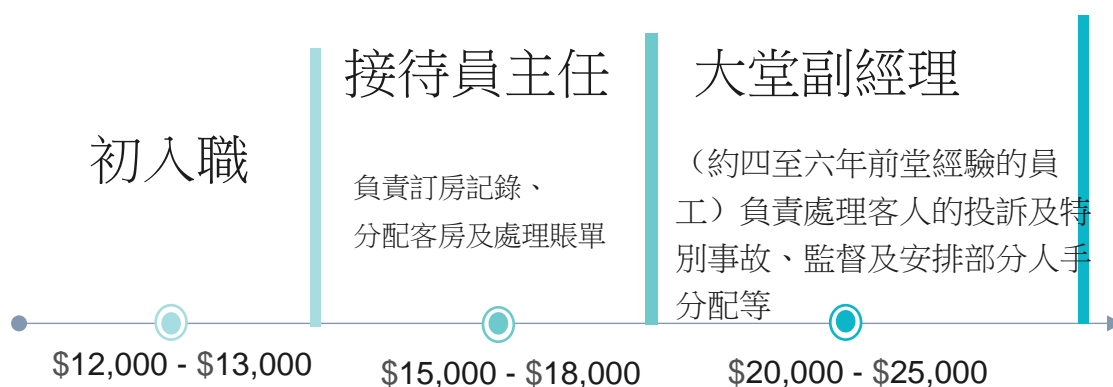 初入職
$12,000 - $13,000
接待員主任
負責訂房記錄、
分配客房及處理賬單
$15,000 - $18,000
大堂副經理
（約四至六年前堂經驗的員
工）負責處理客人的投訴及特
別事故、監督及安排部分人手
分配等
$20,000 - $25,000